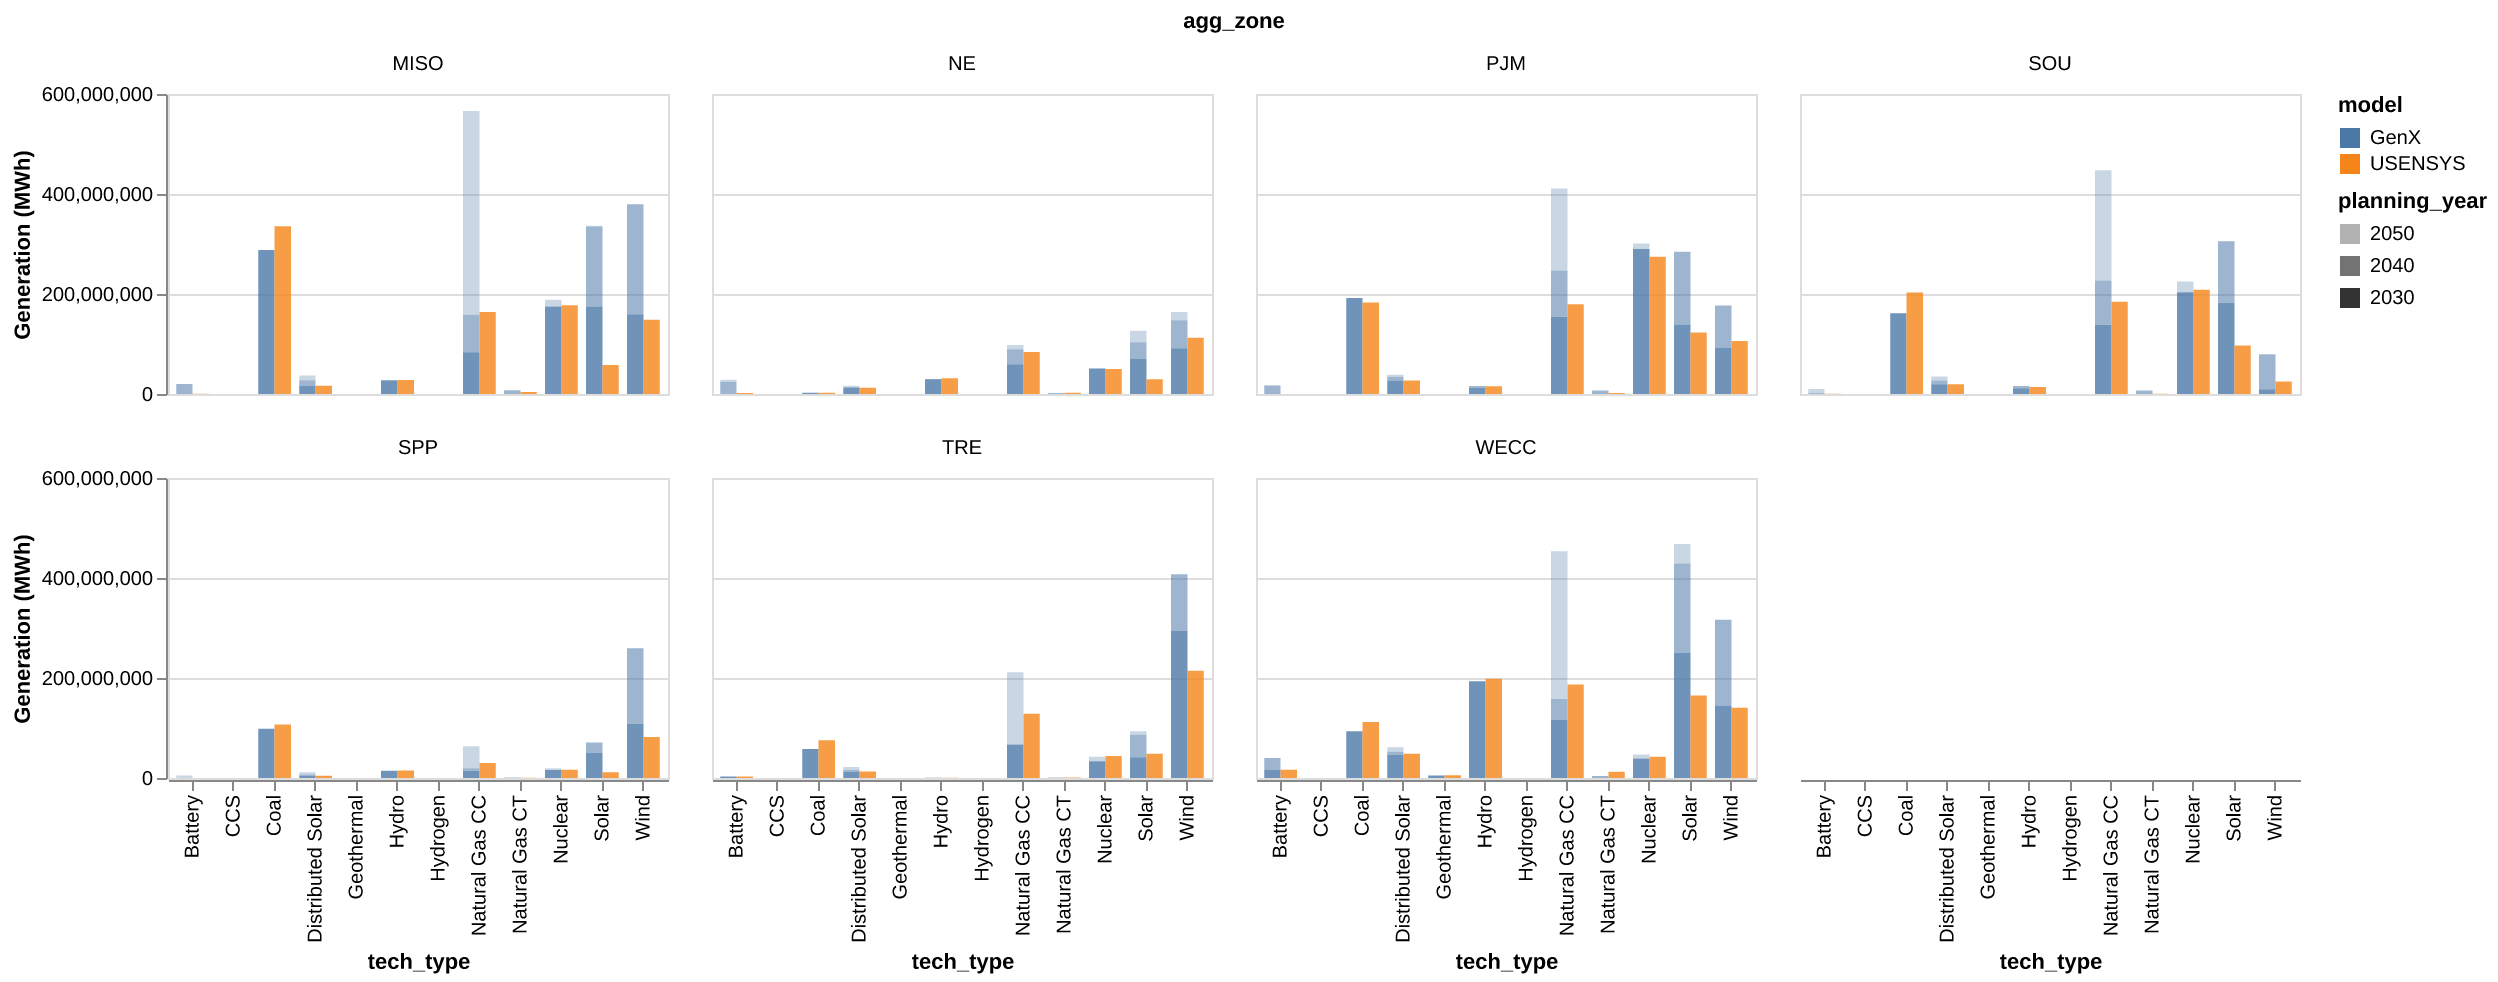 agg_zone
MISO
NE
PJM
SOU
Generation (MWh)
600,000,000
400,000,000
200,000,000
0
model
GenX
USENSYS
planning_year
2050
2040
2030
SPP
TRE
WECC
Generation (MWh)
600,000,000
400,000,000
200,000,000
0
Battery
CCS
Coal
Distributed Solar
Geothermal
Hydro
Hydrogen
Natural Gas CC
Natural Gas CT
Nuclear
Solar
Wind
Battery
CCS
Coal
Distributed Solar
Geothermal
Hydro
Hydrogen
Natural Gas CC
Natural Gas CT
Nuclear
Solar
Wind
Battery
CCS
Coal
Distributed Solar
Geothermal
Hydro
Hydrogen
Natural Gas CC
Natural Gas CT
Nuclear
Solar
Wind
Battery
CCS
Coal
Distributed Solar
Geothermal
Hydro
Hydrogen
Natural Gas CC
Natural Gas CT
Nuclear
Solar
Wind
tech_type
tech_type
tech_type
tech_type